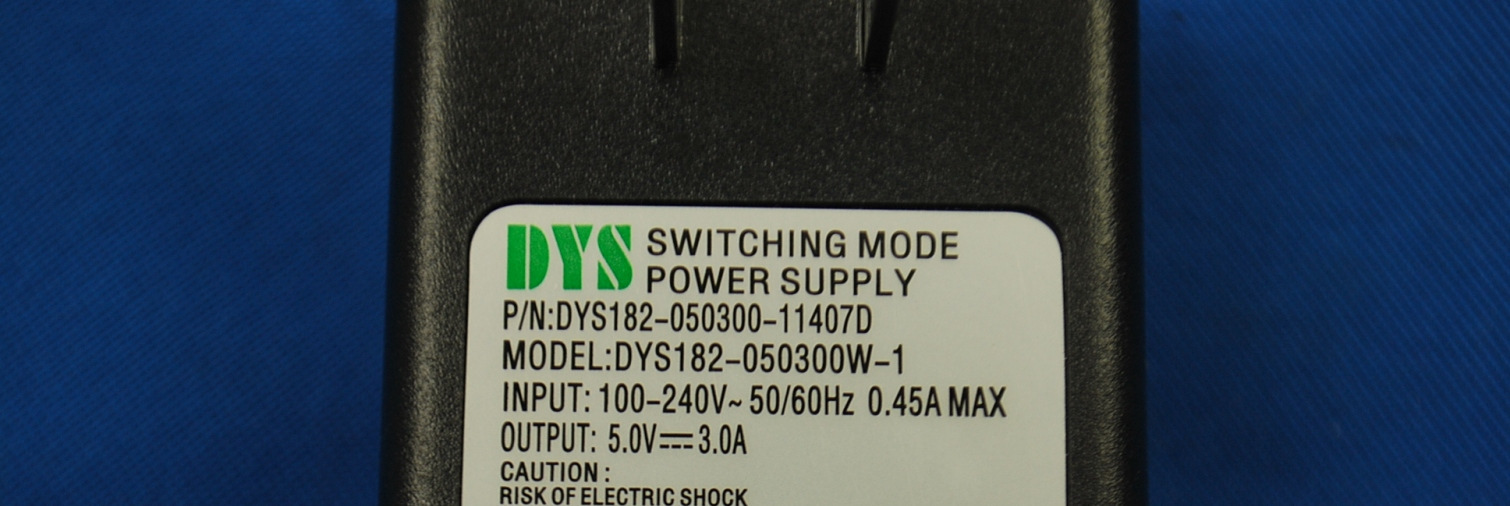 DYS SWITCHING MODE
POWER SUPPLY
P/N:DYS182-050300-11407D
MODEL:DYS182-050300W-1
INPUT: 100-240V~ 50/60Hz 0.45A MAX
OUTPUT: 5.0V⎓3.0A
CAUTION :
RISK OF ELECTRIC SHOCK